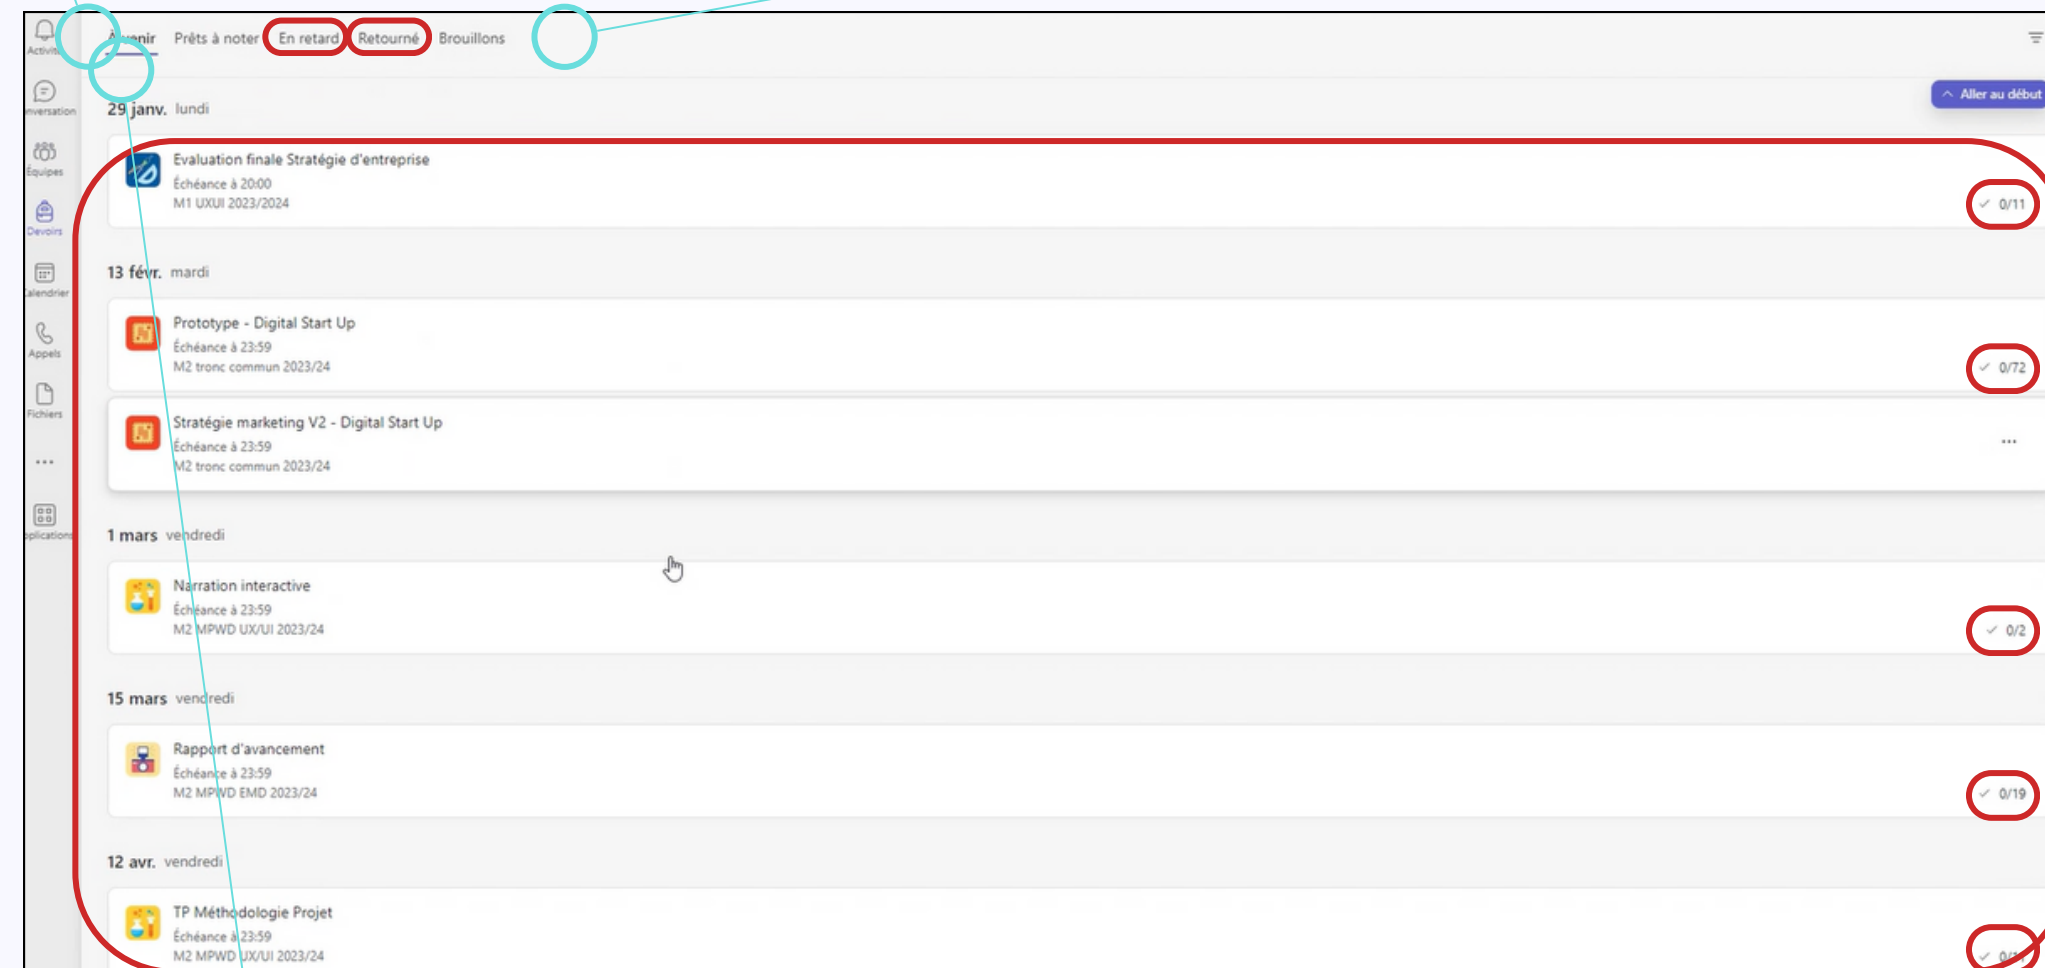 À venir Prêts à noter En retard Retourné Brouillons
Activité
Aller au début
nversation
29 janv. lundi
Evaluation finale Stratégie d'entreprise
Équipes
Échéance à 20:00
M1 UXUI 2023/2024
0/11
Devoirs
13 févr. mardi
alendrier
Prototype - Digital Start Up
Échéance à 23:59
Appels
M2 tronc commun 2023/24
0/72
Fichiers
Stratégie marketing V2 - Digital Start Up
Échéance à 23:59
M2 tronc commun 2023/24
1 mars vendredi
plications
Narration interactive
Échéance à 23:59
M2 MPWD UX/UI 2023/24
0/2
15 mars vendredi
Rapport d'avancement
Échéance à 23:59
M2 MPWD EMD 2023/24
0/19
12 avr. vendredi
TP Méthodologie Projet
Échéance à 23:59
M2 MPWD UX/UI 2023/24